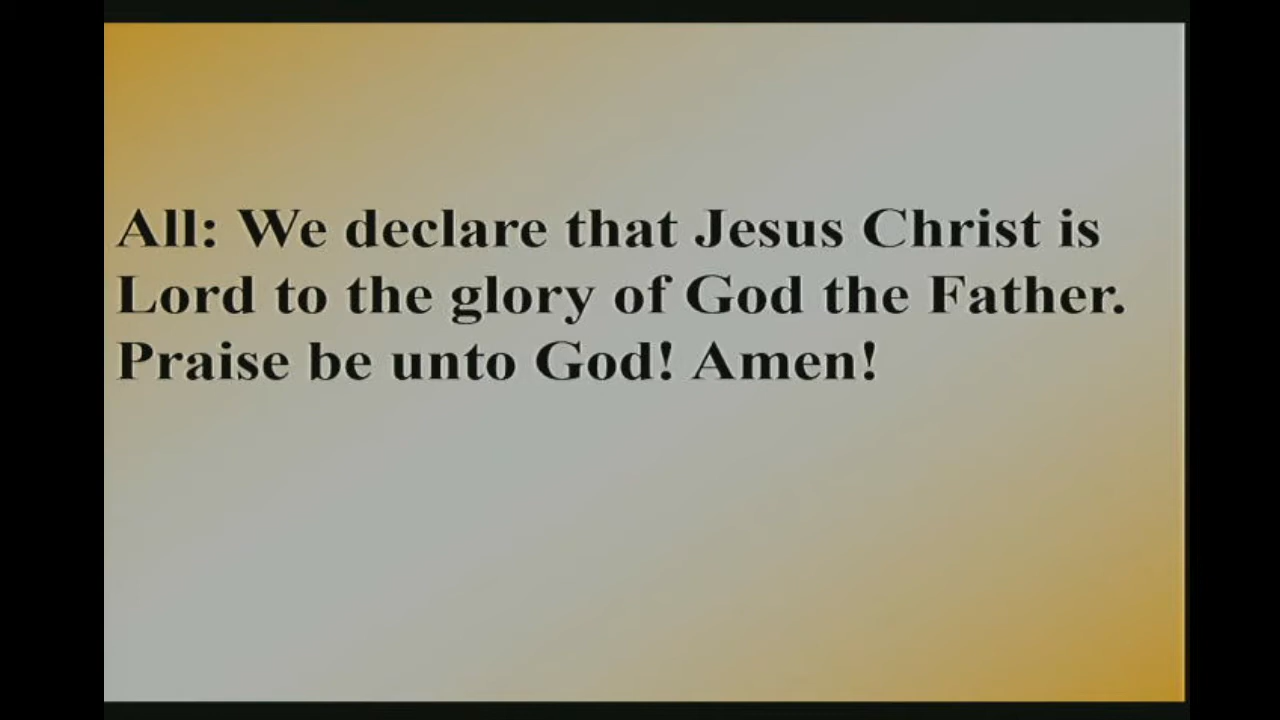 All: We declare that Jesus Christ is
Lord to the glory of God the Father.
Praise be unto God! Amen!